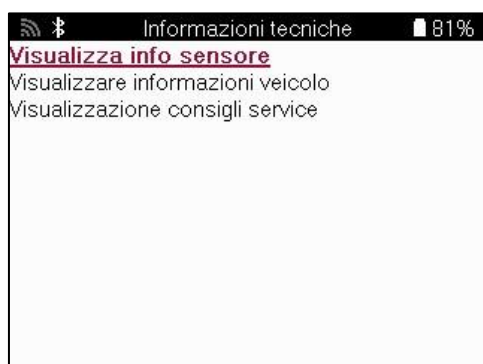 Informazioni tecniche 81%
Visualizza info sensore
Visualizzare informazioni veicolo
Visualizzazione consigli service